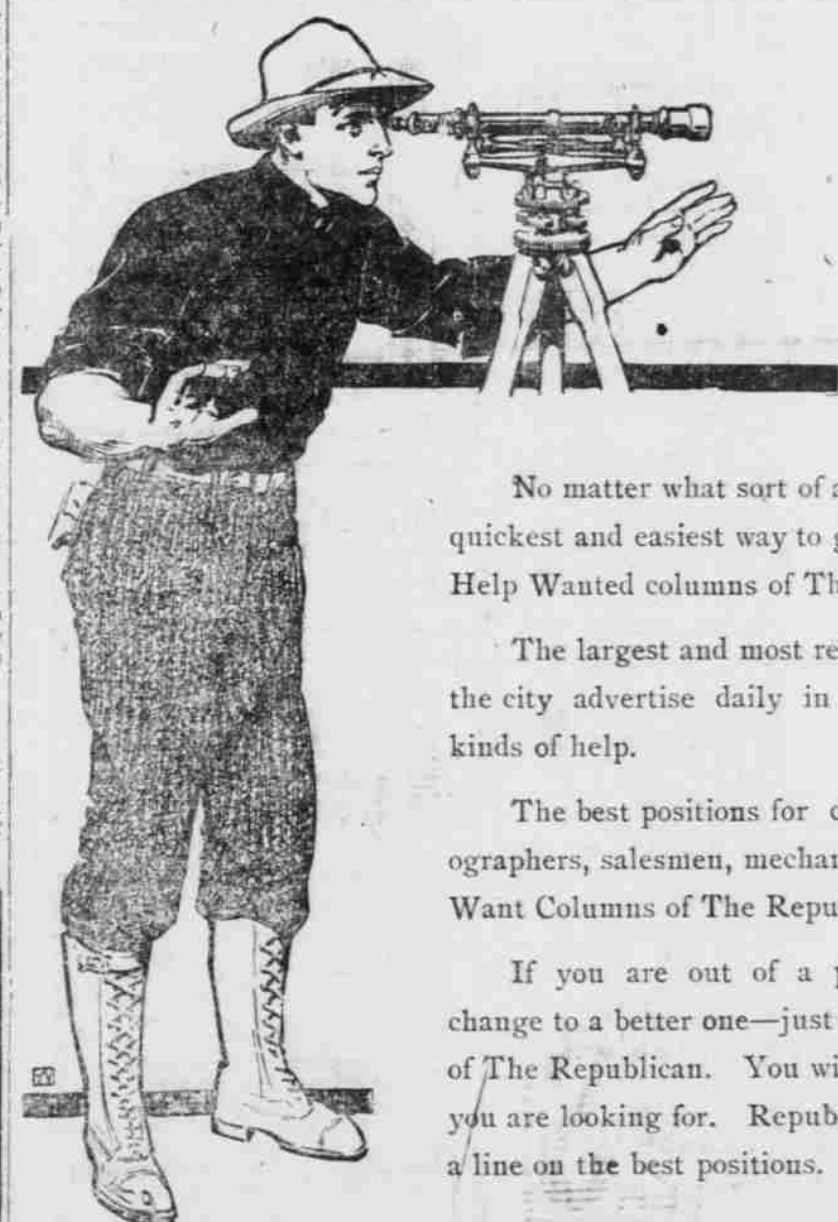 No matter what sort of a
quickest and easiest way to
Help Wanted columns of
The largest and most
the city advertise daily in
kinds of help.
The best positions for
ographers, salesmen,
Want Columns of The
If you are out of a
change to a better one—just
of The Republican. You
you are looking for.
a line on the best positions.